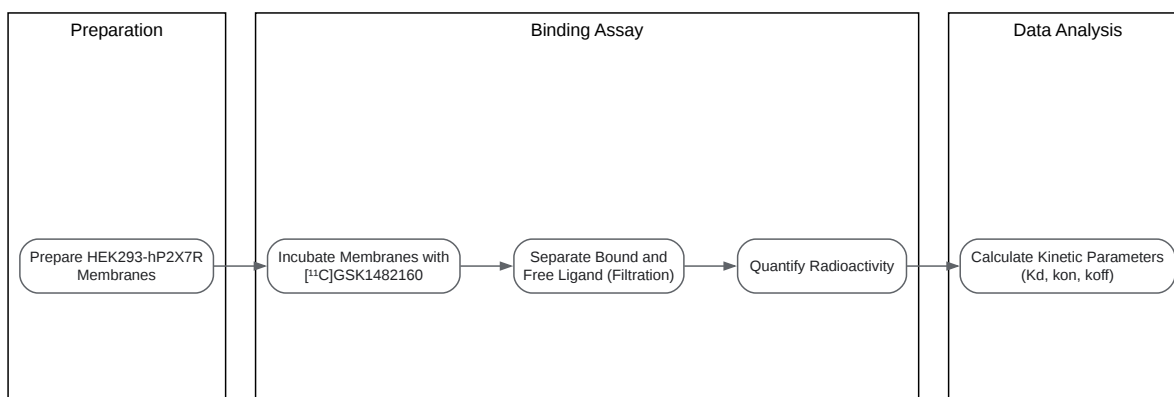 Preparation
Binding Assay
Data Analysis
Prepare HEK293-hP2X7R
Membranes
Incubate Membranes with
[¹¹C]GSK1482160
Separate Bound and
Free Ligand (Filtration)
Quantify Radioactivity
Calculate Kinetic Parameters
(Kd, kon, koff)